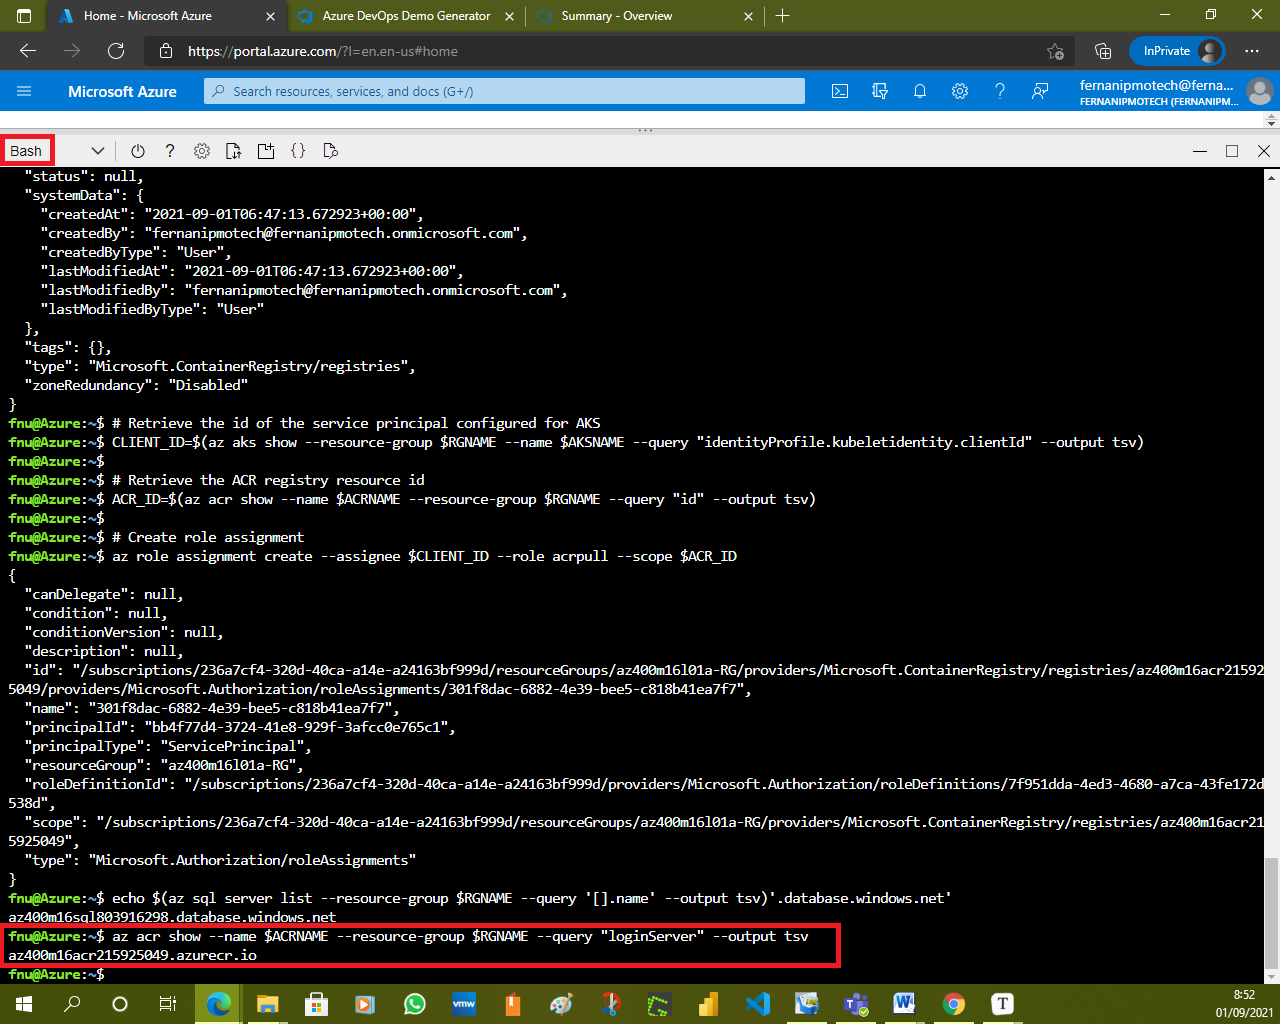 Home - Microsoft Azure
Azure DevOps Demo Generator
Summary - Overview
https://portal.azure.com/?l=en.en-us#home
InPrivate
Microsoft Azure
Search resources, services, and docs (G+/)
fernanipmotech@ferna...
FERNANIPMOTECH (FERNANIPM...
Bash
"status": null,
"systemData": {
"createdAt": "2021-09-01T06:47:13.672923+00:00",
"createdBy": "fernanipmotech@fernanipmotech.onmicrosoft.com",
"createdByType": "User",
"lastModifiedAt": "2021-09-01T06:47:13.672923+00:00",
"lastModifiedBy": "fernanipmotech@fernanipmotech.onmicrosoft.com",
"lastModifiedByType": "User"
},
"tags": {},
"type": "Microsoft.ContainerRegistry/registries",
"zoneRedundancy": "Disabled"
}
fnu@Azure:~$ # Retrieve the id of the service principal configured for AKS
fnu@Azure:~$ CLIENT_ID=$(az aks show --resource-group $RGNAME --name $AKSNAME --query "identityProfile.kubeletidentity.clientId" --output tsv)
fnu@Azure:~$
fnu@Azure:~$ # Retrieve the ACR registry resource id
fnu@Azure:~$ ACR_ID=$(az acr show --name $ACRNAME --resource-group $RGNAME --query "id" --output tsv)
fnu@Azure:~$
fnu@Azure:~$ # Create role assignment
fnu@Azure:~$ az role assignment create --assignee $CLIENT_ID --role acrpull --scope $ACR_ID
{
"canDelegate": null,
"condition": null,
"conditionVersion": null,
"description": null,
"id": "/subscriptions/236a7cf4-320d-40ca-a14e-a24163bf999d/resourceGroups/az400m16l01a-RG/providers/Microsoft.ContainerRegistry/registries/az400m16acr21592
5049/providers/Microsoft.Authorization/roleAssignments/301f8dac-6882-4e39-bee5-c818b41ea7f7",
"name": "301f8dac-6882-4e39-bee5-c818b41ea7f7",
"principalId": "bb4f77d4-3724-41e8-929f-3afcc0e765c1",
"principalType": "ServicePrincipal",
"resourceGroup": "az400m16l01a-RG",
"roleDefinitionId": "/subscriptions/236a7cf4-320d-40ca-a14e-a24163bf999d/providers/Microsoft.Authorization/roleDefinitions/7f951dda-4ed3-4680-a7ca-43fe172d
538d",
"scope": "/subscriptions/236a7cf4-320d-40ca-a14e-a24163bf999d/resourceGroups/az400m16l01a-RG/providers/Microsoft.ContainerRegistry/registries/az400m16acr21
5925049",
"type": "Microsoft.Authorization/roleAssignments"
}
fnu@Azure:~$ echo $(az sql server list --resource-group $RGNAME --query '[].name' --output tsv)'.database.windows.net'
az400m16sql803916298.database.windows.net
fnu@Azure:~$ az acr show --name $ACRNAME --resource-group $RGNAME --query "loginServer" --output tsv
az400m16acr215925049.azurecr.io
fnu@Azure:~$
vmw
8:52
01/09/2021